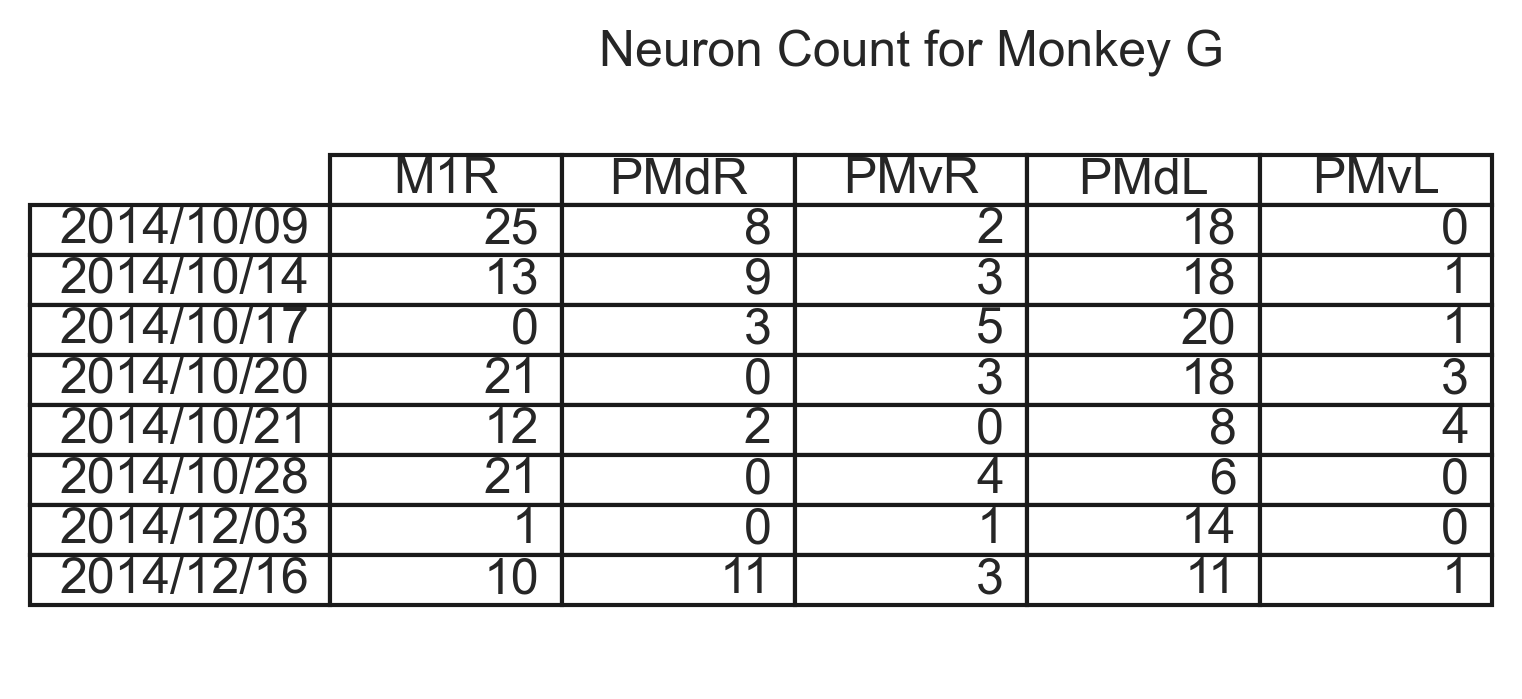 Neuron Count for Monkey G
M1R PMdR PMvR PMdL PMvL
2014/10/09 25 8 2 18 0
2014/10/14 13 9 3 18 1
2014/10/17 0 3 5 20 1
2014/10/20 21 0 3 18 3
2014/10/21 12 2 0 8 4
2014/10/28 21 0 4 6 0
2014/12/03 1 0 1 14 0
2014/12/16 10 11 3 11 1